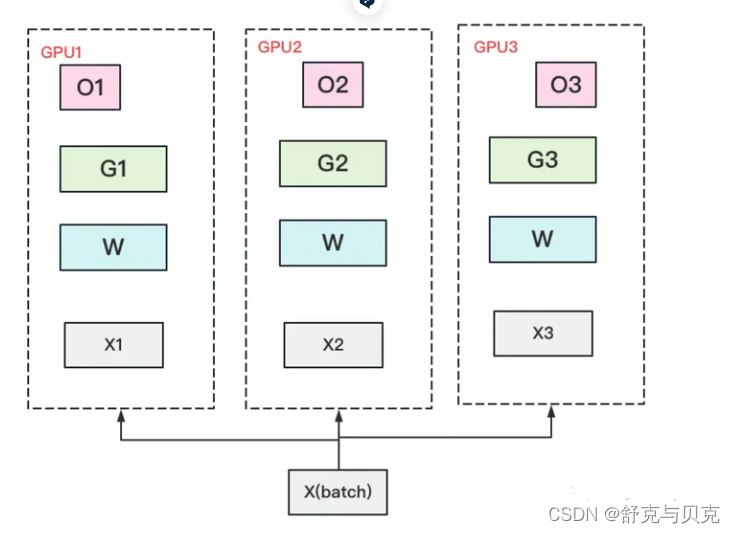 GPU1
GPU2
GPU3
O1
O2
O3
G1
G2
G3
W
W
W
X1
X2
X3
X(batch)
CSDN @舒克与贝克